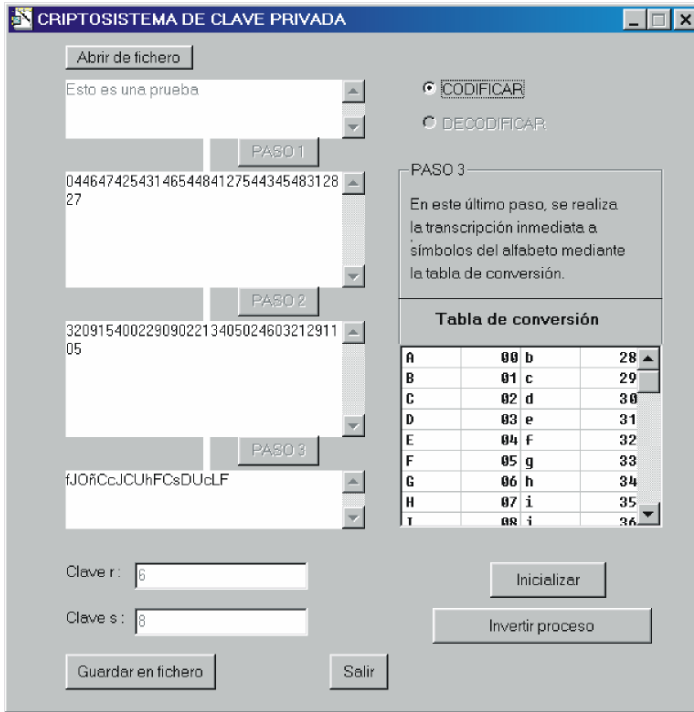 CRIPTOSISTEMA DE CLAVE PRIVADA
Abrir de fichero
Esto es una prueba
CODIFICAR
DECODIFICAR
PASO 1
0446474254314654484127544345483128
27
PASO 3
En este último paso, se realiza
la transcripción inmediata a
símbolos del alfabeto mediante
la tabla de conversión.
PASO 2
3209154002290902213405024603212911
05
Tabla de conversión
A 00 b 28
B 01 c 29
C 02 d 30
D 03 e 31
E 04 f 32
F 05 g 33
G 06 h 34
H 07 i 35
I 08 j 36
PASO 3
fJOñCcJCUhFCsDUcLF
Clave r : 6
Clave s : 8
Inicializar
Invertir proceso
Guardar en fichero
Salir